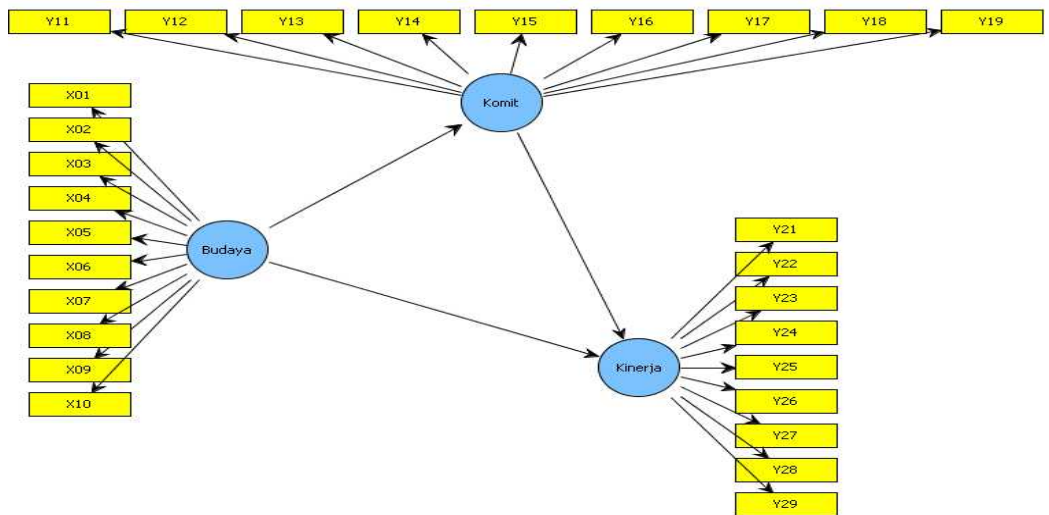 Y11 Y12 Y13 Y14 Y15 Y16 Y17 Y18 Y19
Komit
X01
X02
X03
X04
X05
X06
X07
X08
X09
X10
Budaya
Kinerja
Y21
Y22
Y23
Y24
Y25
Y26
Y27
Y28
Y29